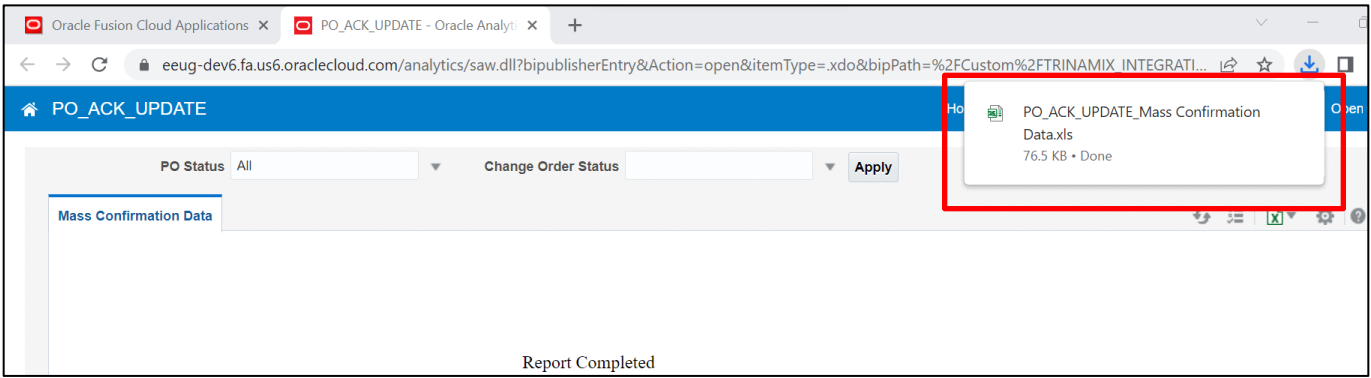 Oracle Fusion Cloud Applications
PO_ACK_UPDATE - Oracle Analyti
eeug-dev6.fa.us6.oraclecloud.com/analytics/saw.dll?bipublisherEntry&Action=open&itemType=.xdo&bipPath=%2FCustom%2FTRINAMIX_INTEGRATI...
PO_ACK_UPDATE
Ho
Open
PO_ACK_UPDATE_Mass Confirmation
Data.xls
76.5 KB • Done
PO Status All
Change Order Status
Apply
Mass Confirmation Data
Report Completed